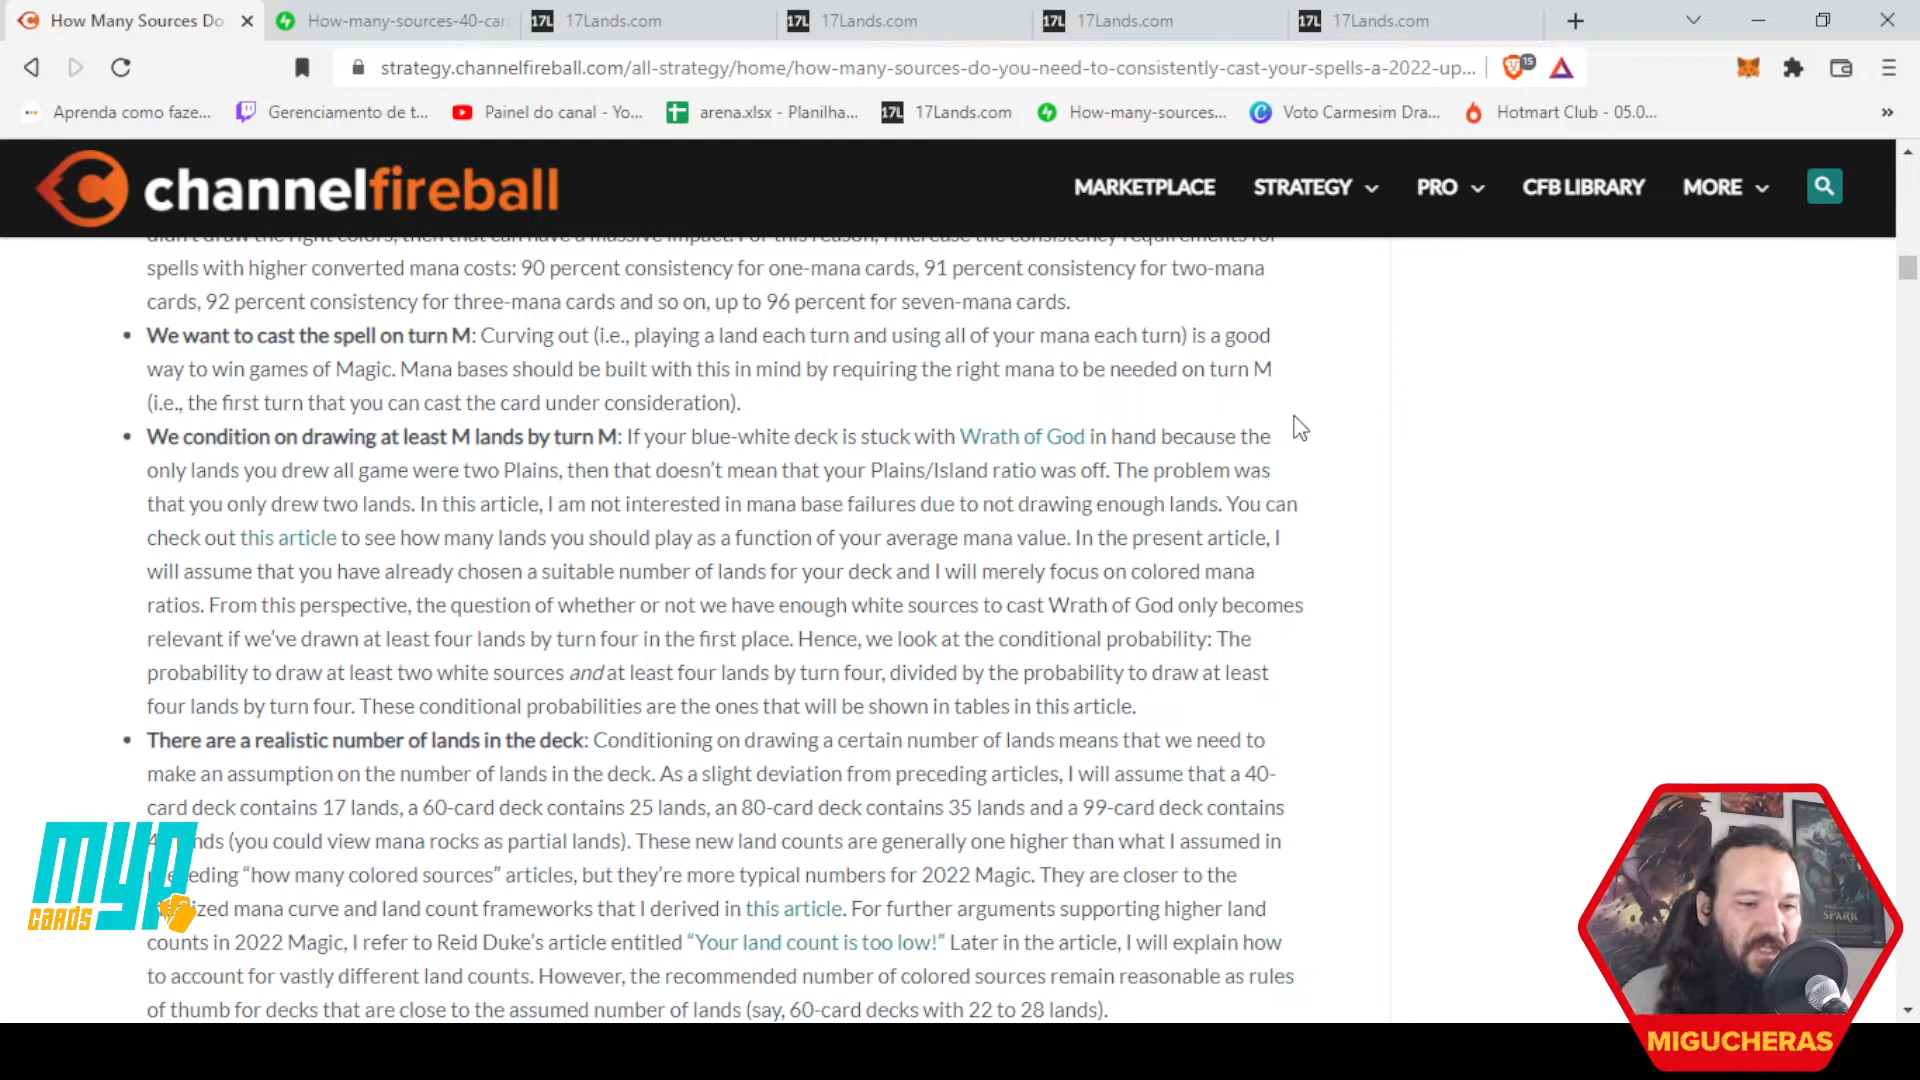 How Many Sources Do
How-many-sources-40-car
17L 17Lands.com
17L 17Lands.com
17L 17Lands.com
17L 17Lands.com
strategy.channelfireball.com/all-strategy/home/how-many-sources-do-you-need-to-consistently-cast-your-spells-a-2022-up...
15
Aprenda como faze...
Gerenciamento de t...
Painel do canal - Yo...
arena.xlsx - Planilha...
17L 17Lands.com
How-many-sources...
Voto Carmesim Dra...
Hotmart Club - 05.0...
»
channelfireball
MARKETPLACE
STRATEGY
PRO
CFB LIBRARY
MORE
didn't draw the right colors, then that can have a massive impact. For this reason, I increase the consistency requirements for
spells with higher converted mana costs: 90 percent consistency for one-mana cards, 91 percent consistency for two-mana
cards, 92 percent consistency for three-mana cards and so on, up to 96 percent for seven-mana cards.
• We want to cast the spell on turn M: Curving out (i.e., playing a land each turn and using all of your mana each turn) is a good
way to win games of Magic. Mana bases should be built with this in mind by requiring the right mana to be needed on turn M
(i.e., the first turn that you can cast the card under consideration).
• We condition on drawing at least M lands by turn M: If your blue-white deck is stuck with Wrath of God in hand because the
only lands you drew all game were two Plains, then that doesn't mean that your Plains/Island ratio was off. The problem was
that you only drew two lands. In this article, I am not interested in mana base failures due to not drawing enough lands. You can
check out this article to see how many lands you should play as a function of your average mana value. In the present article, I
will assume that you have already chosen a suitable number of lands for your deck and I will merely focus on colored mana
ratios. From this perspective, the question of whether or not we have enough white sources to cast Wrath of God only becomes
relevant if we've drawn at least four lands by turn four in the first place. Hence, we look at the conditional probability: The
probability to draw at least two white sources and at least four lands by turn four, divided by the probability to draw at least
four lands by turn four. These conditional probabilities are the ones that will be shown in tables in this article.
• There are a realistic number of lands in the deck: Conditioning on drawing a certain number of lands means that we need to
make an assumption on the number of lands in the deck. As a slight deviation from preceding articles, I will assume that a 40-
card deck contains 17 lands, a 60-card deck contains 25 lands, an 80-card deck contains 35 lands and a 99-card deck contains
nds (you could view mana rocks as partial lands). These new land counts are generally one higher than what I assumed in
eding "how many colored sources" articles, but they're more typical numbers for 2022 Magic. They are closer to the
ized mana curve and land count frameworks that I derived in this article. For further arguments supporting higher land
counts in 2022 Magic, I refer to Reid Duke's article entitled "Your land count is too low!" Later in the article, I will explain how
to account for vastly different land counts. However, the recommended number of colored sources remain reasonable as rules
of thumb for decks that are close to the assumed number of lands (say, 60-card decks with 22 to 28 lands).
myp
CARDS
SPARK
MIGUCHERAS